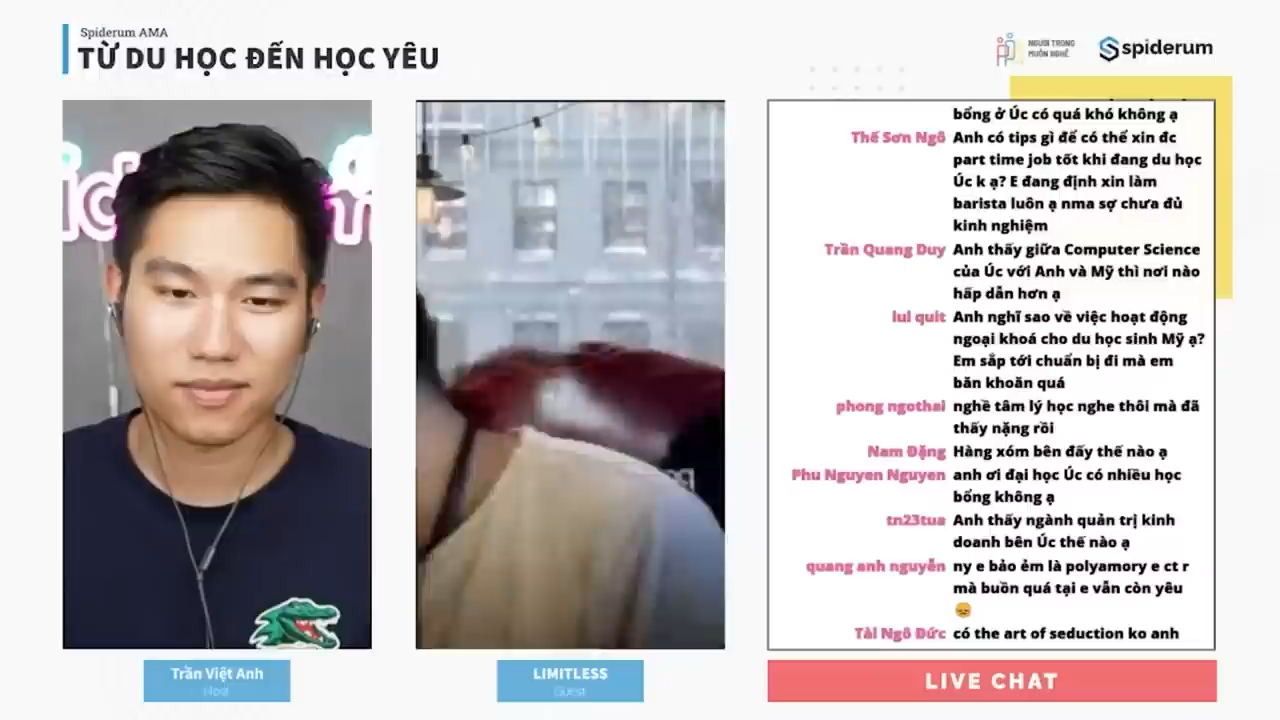 Spiderum AMA
TỪ DU HỌC ĐẾN HỌC YÊU
NGƯỜI TRONG
MUÔN NGHỀ
spiderum
bổng ở Úc có quá khó không ạ
Thế Sơn Ngô Anh có tips gì để có thể xin đc
part time job tốt khi đang du học
Úc k ạ? E đang định xin làm
barista luôn ạ nma sợ chưa đủ
kinh nghiệm
Trần Quang Duy Anh thấy giữa Computer Science
của Úc với Anh và Mỹ thì nơi nào
hấp dẫn hơn ạ
lul quit Anh nghĩ sao về việc hoạt động
ngoại khoá cho du học sinh Mỹ ạ?
Em sắp tới chuẩn bị đi mà em
băn khoăn quá
phong ngothai nghề tâm lý học nghe thôi mà đã
thấy nặng rồi
Nam Đặng Hàng xóm bên đấy thế nào ạ
Phu Nguyen Nguyen anh ơi đại học Úc có nhiều học
bổng không ạ
tn23tua Anh thấy ngành quản trị kinh
doanh bên Úc thế nào ạ
quang anh nguyễn ny e bảo ẻm là polyamory e ct r
mà buồn quá tại e vẫn còn yêu
😞
Tài Ngô Đức có the art of seduction ko anh
Trần Việt Anh
Host
LIMITLESS
Guest
LIVE CHAT